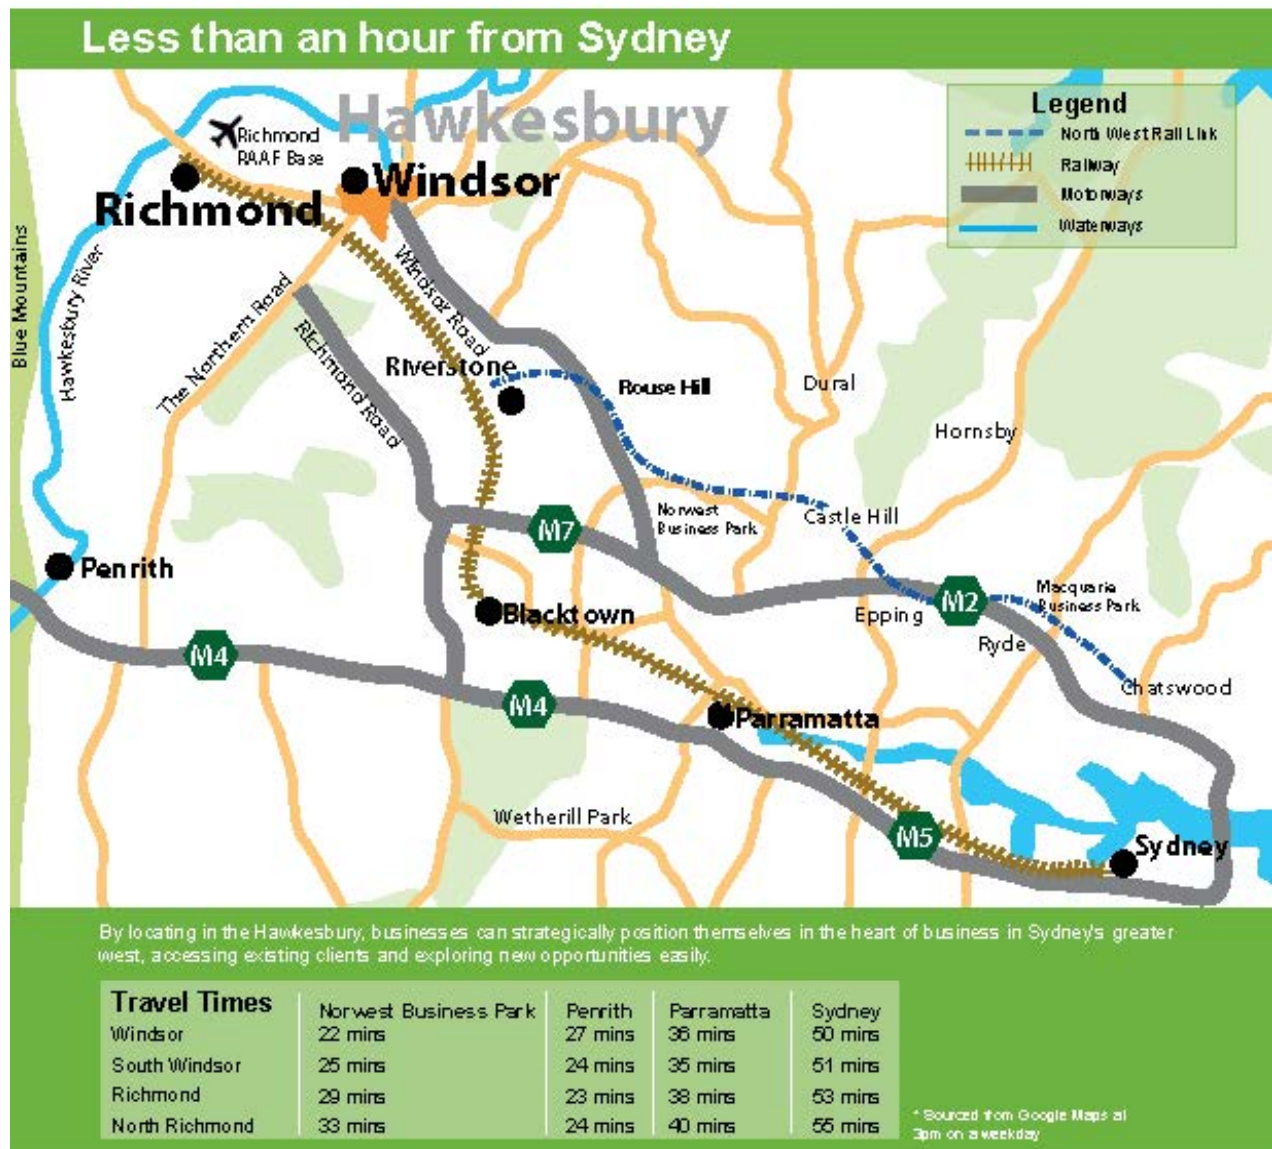 Less than an hour from Sydney
Hawkesbury
Legend
North West Rail Link
Railway
Motorways
Waterways
Richmond
RAAF Base
Windsor
Richmond
Blue Mountains
Hawkesbury River
The Northern Road
Richmond Road
Windsor Road
Riverstone
Rouse Hill
Dural
Hornsby
Norwest
Business Park
Castle Hill
M7
Penrith
Blacktown
Epping
M2
Macquarie
Business Park
Ryde
M4
M4
Chatswood
Parramatta
Wetherill Park
M5
Sydney
By locating in the Hawkesbury, businesses can strategically position themselves in the heart of business in Sydney's greater
west, accessing existing clients and exploring new opportunities easily.
Travel Times Norwest Business Park Penrith Parramatta Sydney
Windsor 22 mins 27 mins 36 mins 50 mins
South Windsor 25 mins 24 mins 35 mins 51 mins
Richmond 29 mins 23 mins 38 mins 53 mins
North Richmond 33 mins 24 mins 40 mins 55 mins
* Sourced from Google Maps at
3pm on a weekday